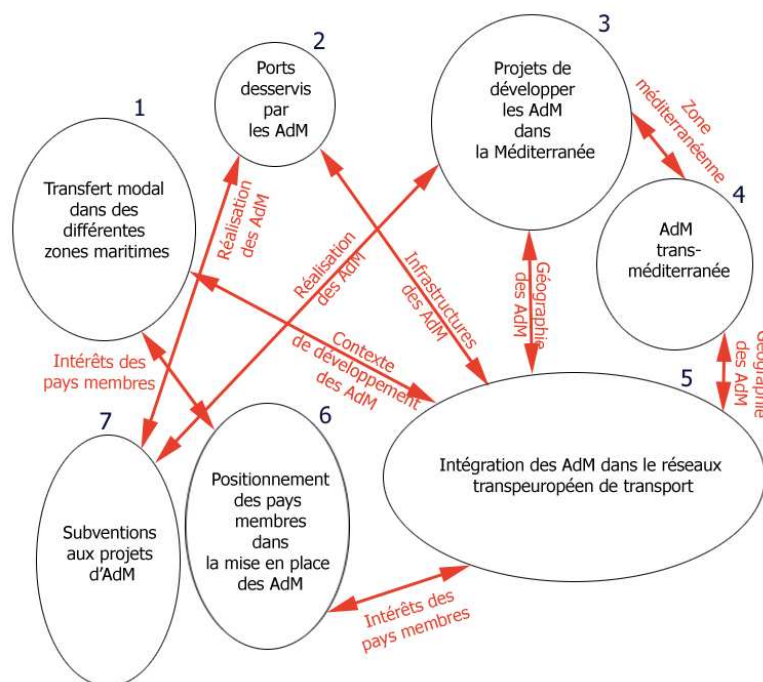 1
Transfert modal
dans des
différentes
zones maritimes
2
Ports
desservis
par
les AdM
3
Projets de
développer
les AdM
dans
la Méditerranée
Zone
méditerranéenne
4
AdM
trans-
méditerranée
Réalisation
des AdM
Réalisation
des AdM
Infrastructures
des AdM
Géographie
des AdM
Géographie
des AdM
Contexte
de développement
des AdM
Intérêts des
pays membres
5
Intégration des AdM dans le réseaux
transpeuropéen de transport
6
Positionnement
des pays
membres
dans
la mise en place
des AdM
7
Subventions
aux projets
d'AdM
Intérêts des
pays membres